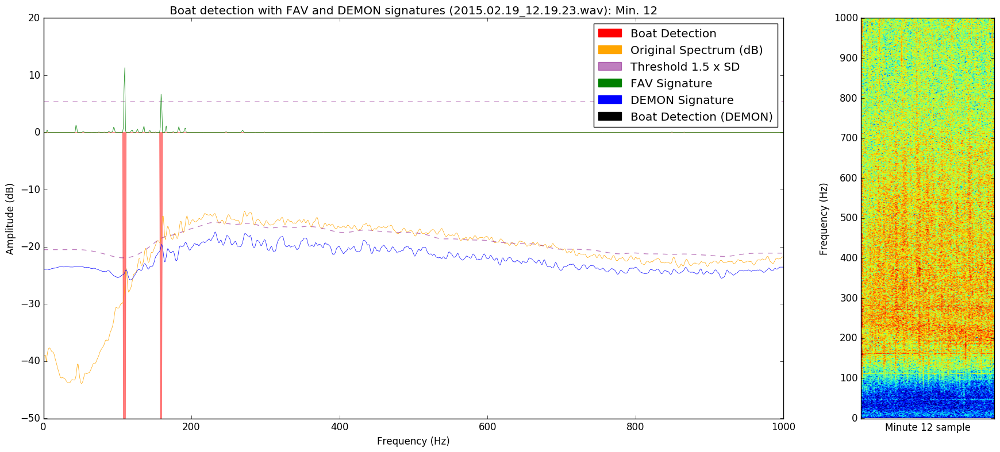 Boat detection with FAV and DEMON signatures (2015.02.19_12.19.23.wav): Min. 12
Amplitude (dB)
20
10
0
−10
−20
−30
−40
−50
0
200
400
600
800
1000
Frequency (Hz)
Boat Detection
Original Spectrum (dB)
Threshold 1.5 x SD
FAV Signature
DEMON Signature
Boat Detection (DEMON)
Frequency (Hz)
1000
900
800
700
600
500
400
300
200
100
0
Minute 12 sample